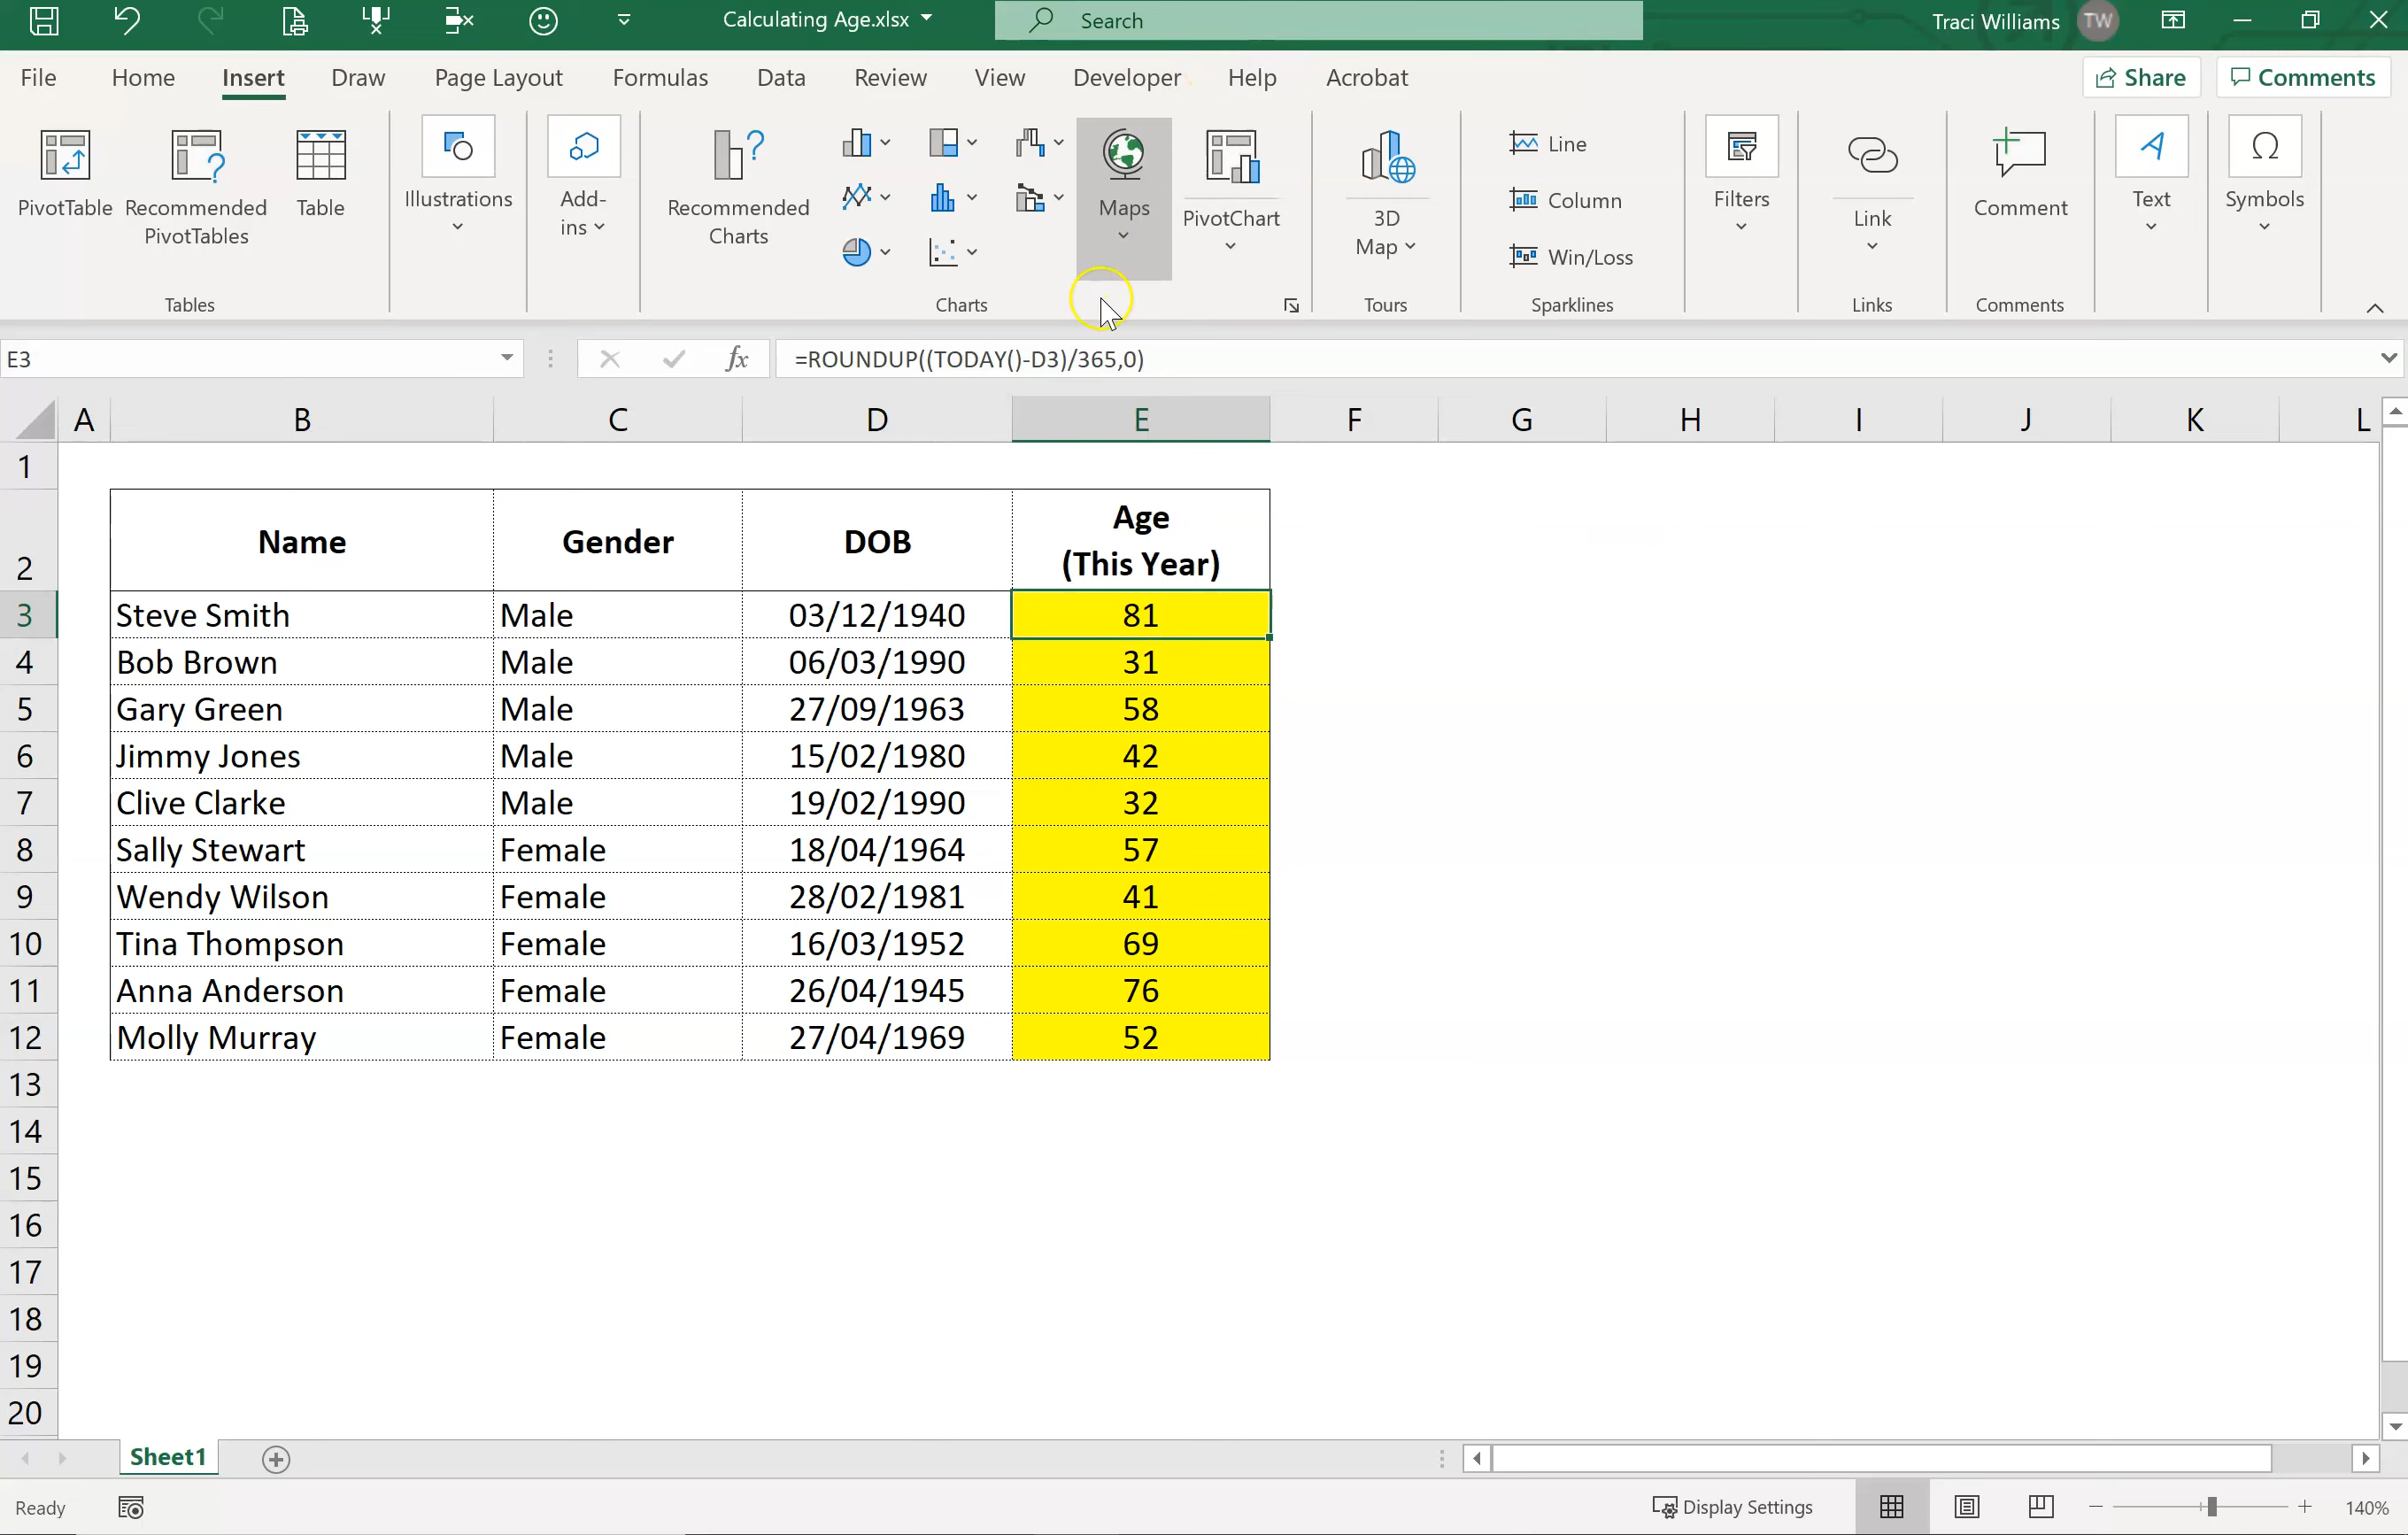 Calculating Age.xlsx
Search
Traci Williams TW
File Home Insert Draw Page Layout Formulas Data Review View Developer Help Acrobat
Share Comments
PivotTable
Recommended
PivotTables
Table
Illustrations
Add-
ins
Recommended
Charts
Maps
PivotChart
3D
Map
Line
Column
Win/Loss
Filters
Link
Comment
Text
Symbols
Tables Charts Tours Sparklines Links Comments
E3 fx =ROUNDUP((TODAY()-D3)/365,0)
A B C D E F G H I J K L
1
2 Name Gender DOB Age
(This Year)
3 Steve Smith Male 03/12/1940 81
4 Bob Brown Male 06/03/1990 31
5 Gary Green Male 27/09/1963 58
6 Jimmy Jones Male 15/02/1980 42
7 Clive Clarke Male 19/02/1990 32
8 Sally Stewart Female 18/04/1964 57
9 Wendy Wilson Female 28/02/1981 41
10 Tina Thompson Female 16/03/1952 69
11 Anna Anderson Female 26/04/1945 76
12 Molly Murray Female 27/04/1969 52
13
14
15
16
17
18
19
20
Sheet1
Ready Display Settings 140%